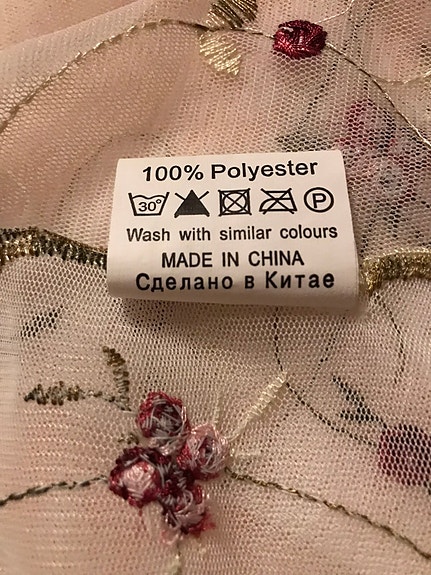 100% Polyester
30° P
Wash with similar colours
MADE IN CHINA
Сделано в Китае